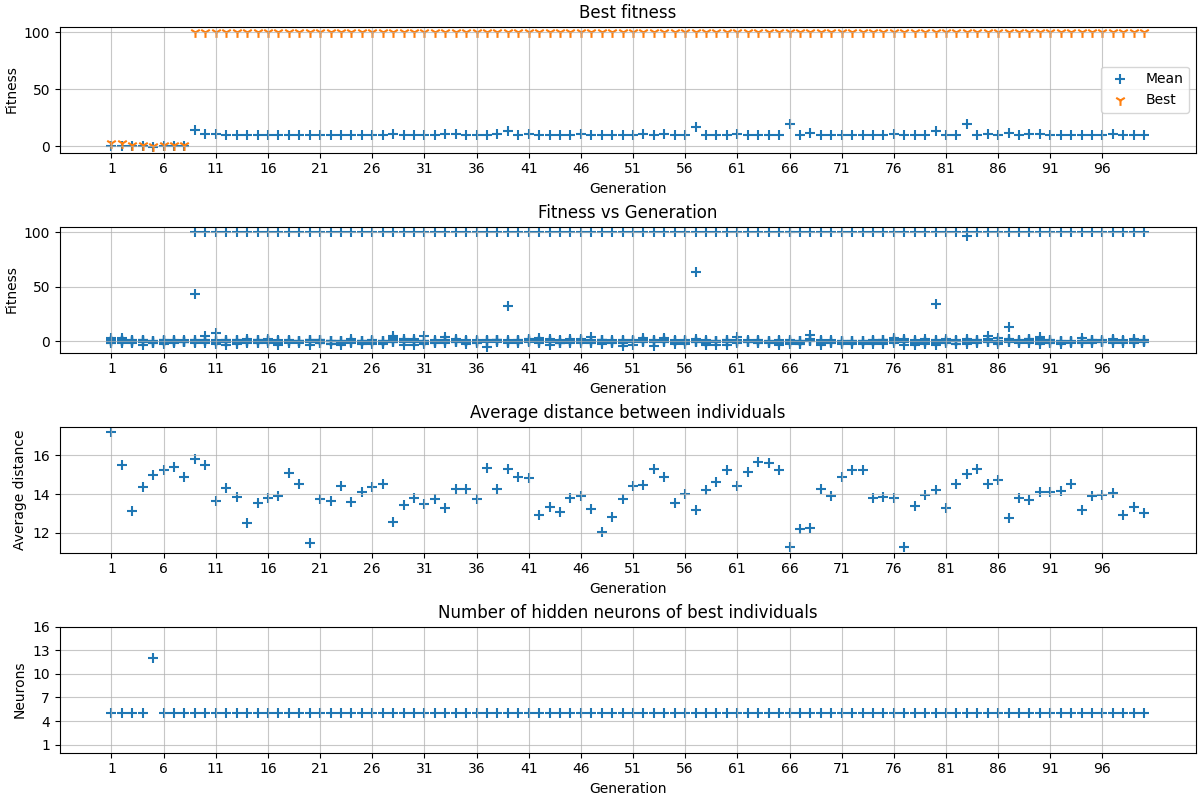 Best fitness
100
50
0
Fitness
Mean
Best
1 6 11 16 21 26 31 36 41 46 51 56 61 66 71 76 81 86 91 96
Generation
Fitness vs Generation
100
50
0
Fitness
1 6 11 16 21 26 31 36 41 46 51 56 61 66 71 76 81 86 91 96
Generation
Average distance between individuals
16
14
12
Average distance
1 6 11 16 21 26 31 36 41 46 51 56 61 66 71 76 81 86 91 96
Generation
Number of hidden neurons of best individuals
16
13
10
7
4
1
Neurons
1 6 11 16 21 26 31 36 41 46 51 56 61 66 71 76 81 86 91 96
Generation